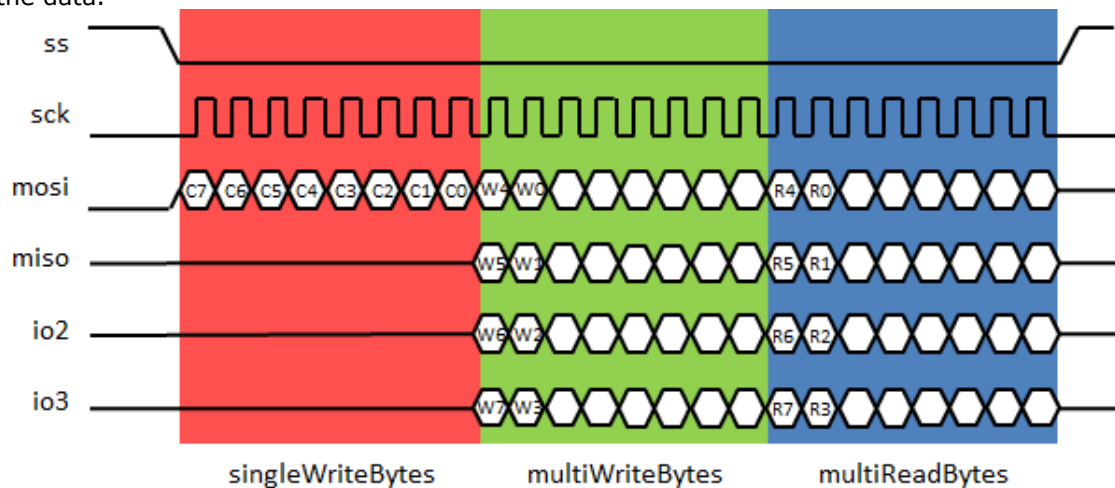 the data.
ss
sck
mosi C7 C6 C5 C4 C3 C2 C1 C0 W4 W0 R4 R0
miso W5 W1 R5 R1
io2 W6 W2 R6 R2
io3 W7 W3 R7 R3
singleWriteBytes multiWriteBytes multiReadBytes